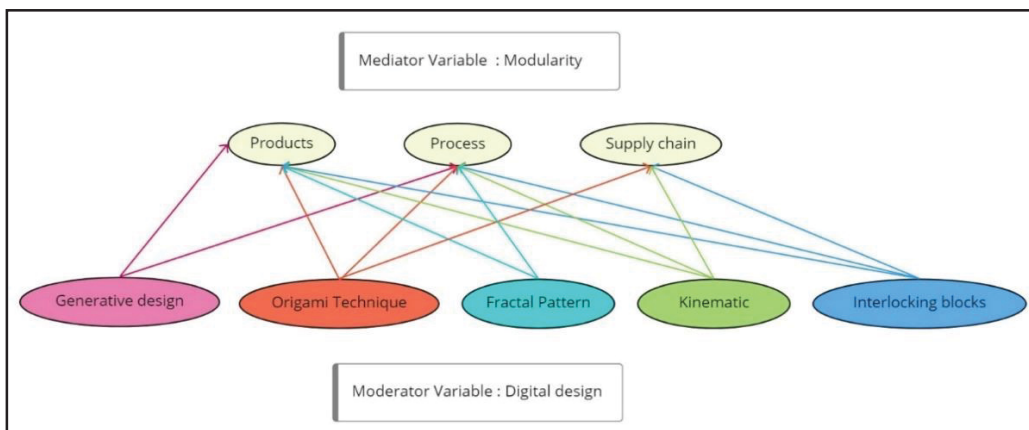 Mediator Variable : Modularity
Products
Process
Supply chain
Generative design
Origami Technique
Fractal Pattern
Kinematic
Interlocking blocks
Moderator Variable : Digital design